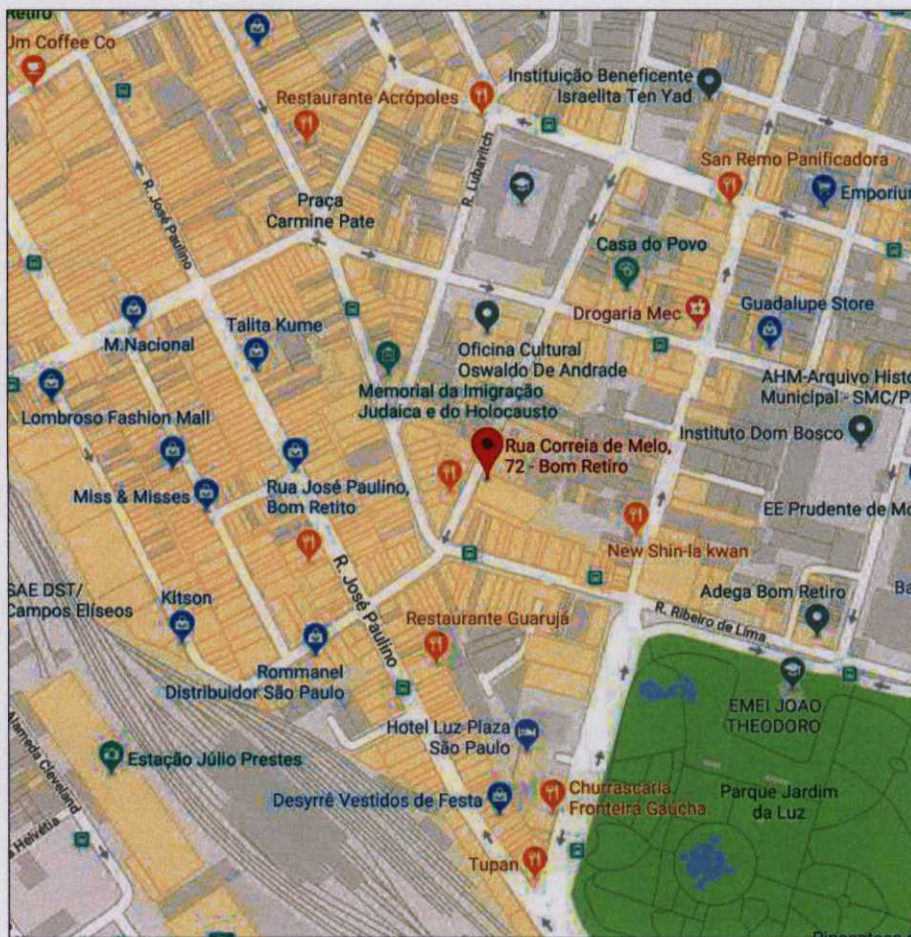 Retiro
Um Coffee Co
Restaurante Acrópoles
Instituição Beneficente
Israelita Ten Yad
San Remo Panificadora
Emporium
R. Lubavitch
R. José Paulino
Praça
Carmine Pate
Casa do Povo
Drogaria Mec
Guadalupe Store
M.Nacional
Talita Kume
Oficina Cultural
Oswaldo De Andrade
Memorial da Imigração
Judaica e do Holocausto
AHM-Arquivo Histó
Municipal - SMC/P
Lombroso Fashion Mall
Instituto Dom Bosco
Rua Correia de Melo,
72 - Bom Retiro
Miss & Misses
Rua José Paulino,
Bom Retito
EE Prudente de Mo
New Shin-la kwan
R. José Paulino
SAE DST/
Campos Elíseos
Kitson
Adega Bom Retiro
Ba
R. Ribeiro de Lima
Restaurante Guarujá
Rommanel
Distribuidor São Paulo
EMEI JOAO
THEODORO
Hotel Luz Plaza
São Paulo
Alameda Cleveland
Estação Júlio Prestes
Desyrrê Vestidos de Festa
Churrascaria
Fronteira Gaúcha
Parque Jardim
da Luz
Helvétia
Tupan